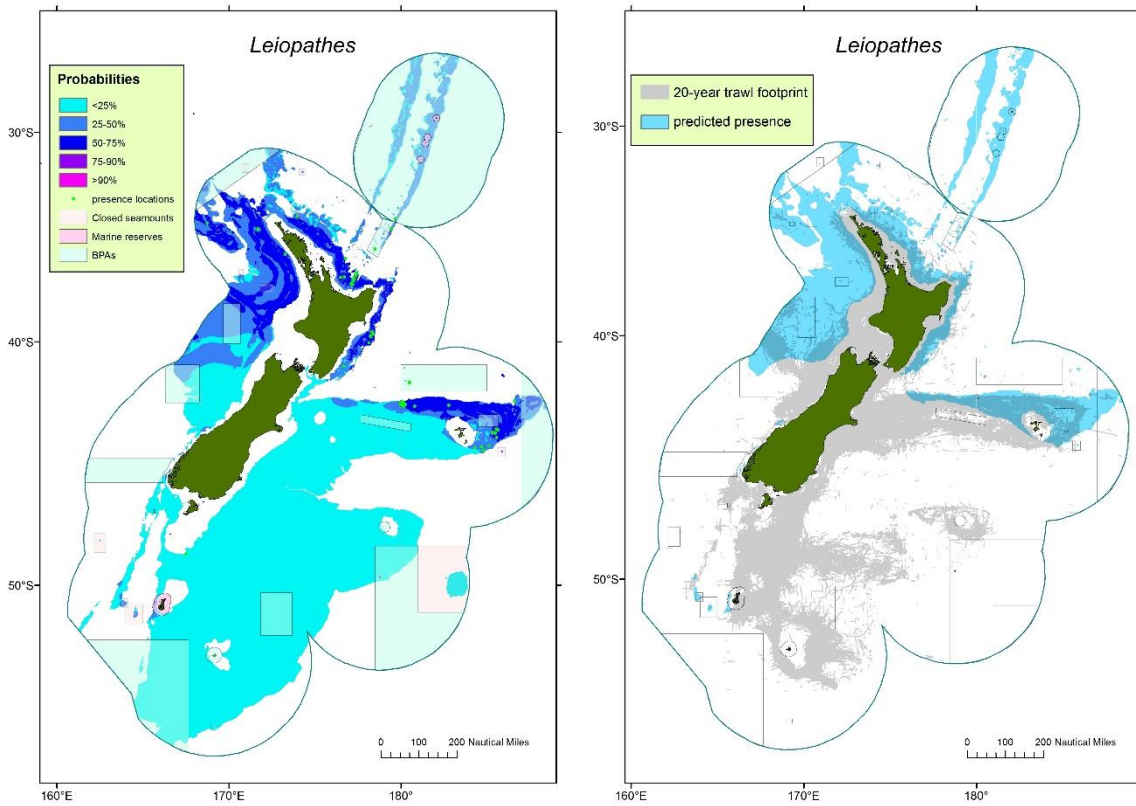 Leiopathes
Probabilities
<25%
25-50%
50-75%
75-90%
>90%
presence locations
Closed seamounts
Marine reserves
BPAs
30°S
40°S
50°S
0 100 200 Nautical Miles
160°E
170°E
180°
Leiopathes
20-year trawl footprint
predicted presence
30°S
40°S
50°S
0 100 200 Nautical Miles
160°E
170°E
180°